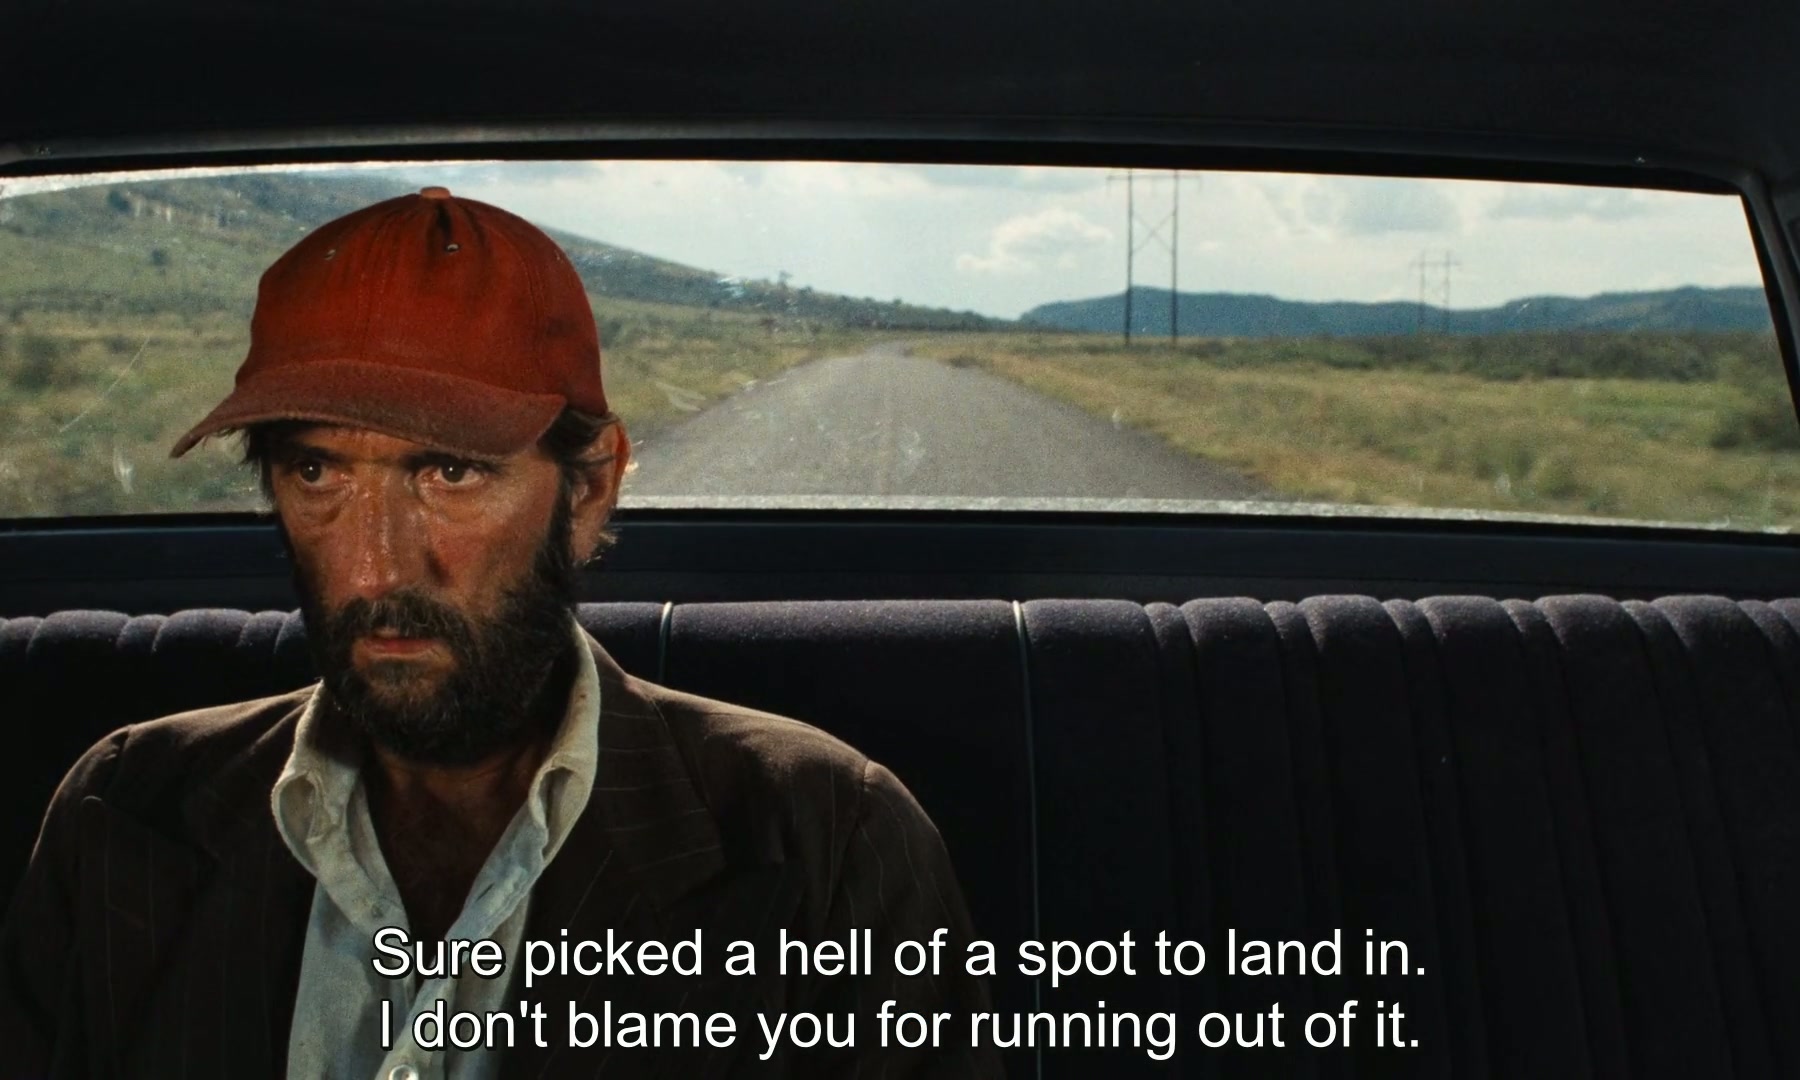 Sure picked a hell of a spot to land in.
I don't blame you for running out of it.